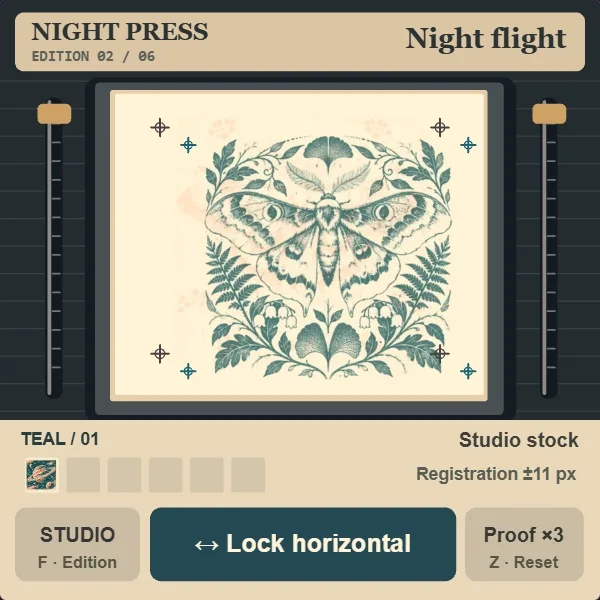 NIGHT PRESS
EDITION 02 / 06
Night flight
TEAL / 01
Studio stock
Registration ±11 px
STUDIO
F · Edition
↔ Lock horizontal
Proof ×3
Z · Reset